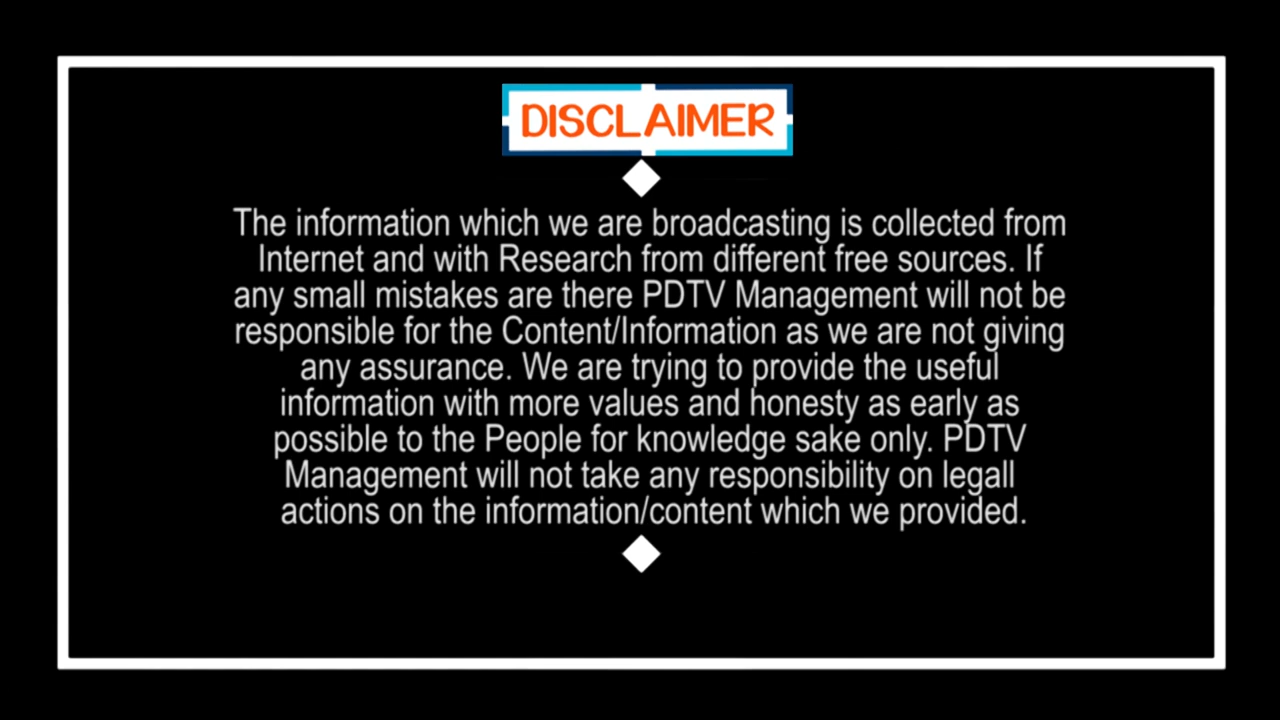 DISCLAIMER
The information which we are broadcasting is collected from
Internet and with Research from different free sources. If
any small mistakes are there PDTV Management will not be
responsible for the Content/Information as we are not giving
any assurance. We are trying to provide the useful
information with more values and honesty as early as
possible to the People for knowledge sake only. PDTV
Management will not take any responsibility on legall
actions on the information/content which we provided.